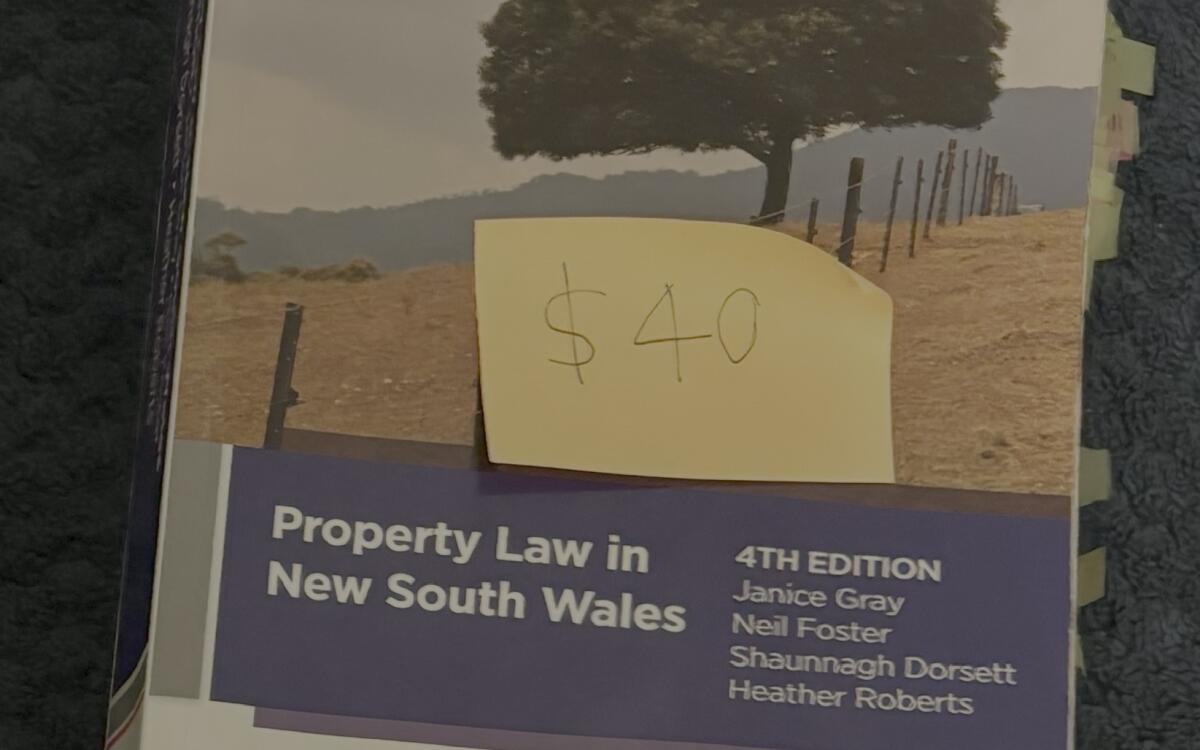 $40
Property Law in
New South Wales
4TH EDITION
Janice Gray
Neil Foster
Shaunnagh Dorsett
Heather Roberts